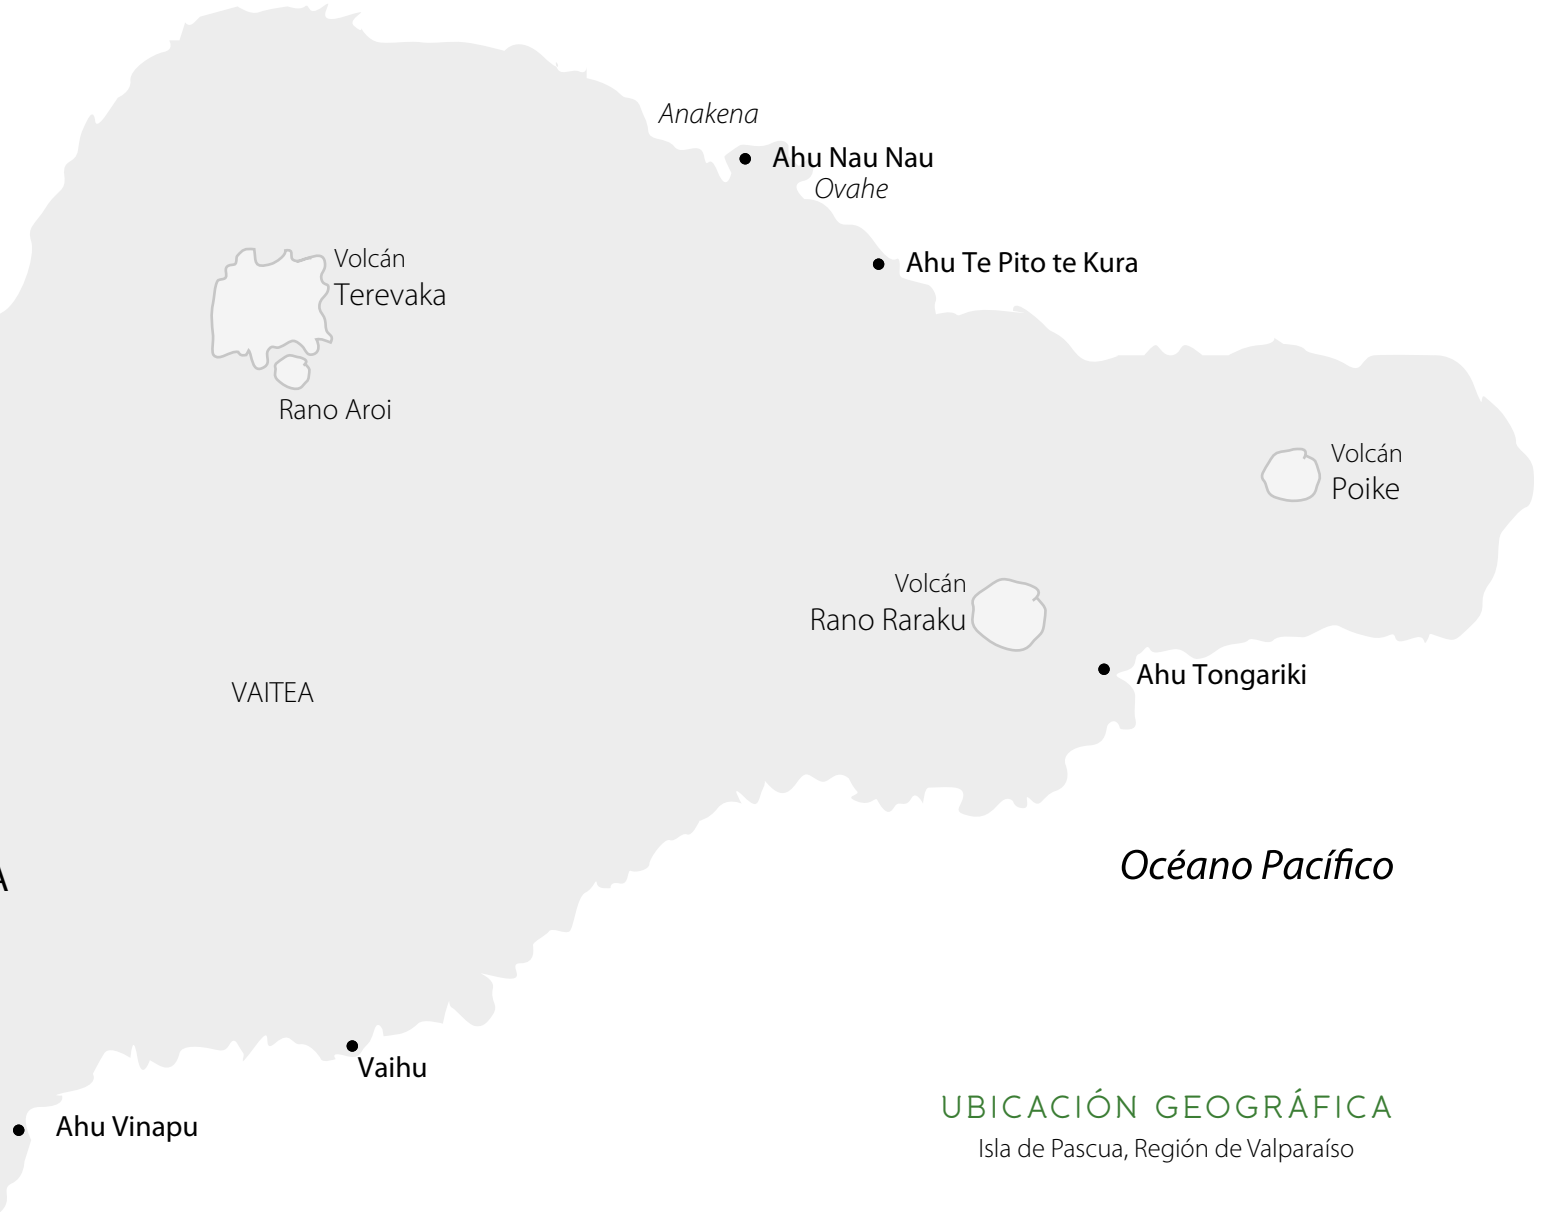 Anakena
Ahu Nau Nau
Ovahe
Volcán
Terevaka
Ahu Te Pito te Kura
Rano Aroi
Volcán
Poike
Volcán
Rano Raraku
Ahu Tongariki
VAITEA
Océano Pacífico
A
Vaihu
Ahu Vinapu
UBICACIÓN GEOGRÁFICA
Isla de Pascua, Región de Valparaíso